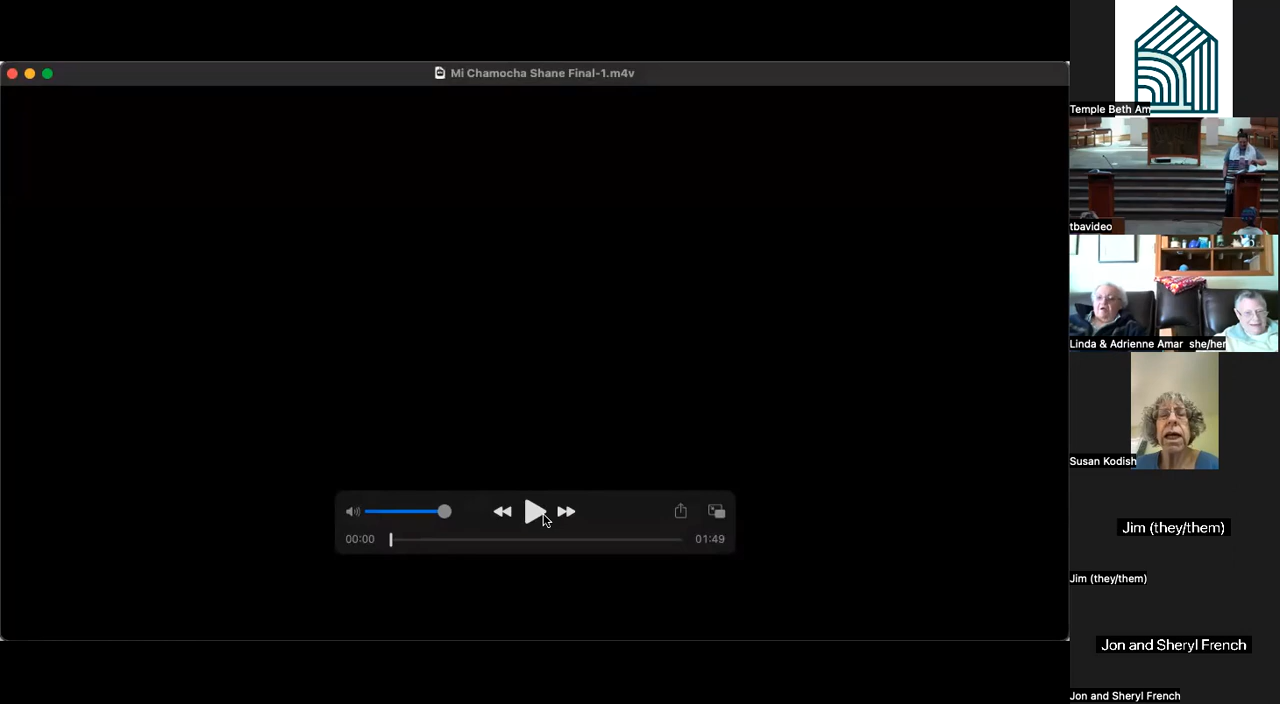 Mi Chamocha Shane Final-1.m4v
00:00
01:49
Temple Beth Am
tbavideo
Linda & Adrienne Amar she/her
Susan Kodish
Jim (they/them)
Jim (they/them)
Jon and Sheryl French
Jon and Sheryl French